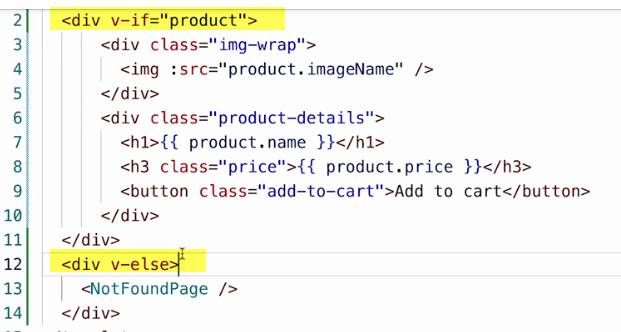 2 <div v-if="product">
3 <div class="img-wrap">
4 <img :src="product.imageName" />
5 </div>
6 <div class="product-details">
7 <h1>{{ product.name }}</h1>
8 <h3 class="price">{{ product.price }}</h3>
9 <button class="add-to-cart">Add to cart</button>
10 </div>
11 </div>
12 <div v-else>
13 <NotFoundPage />
14 </div>